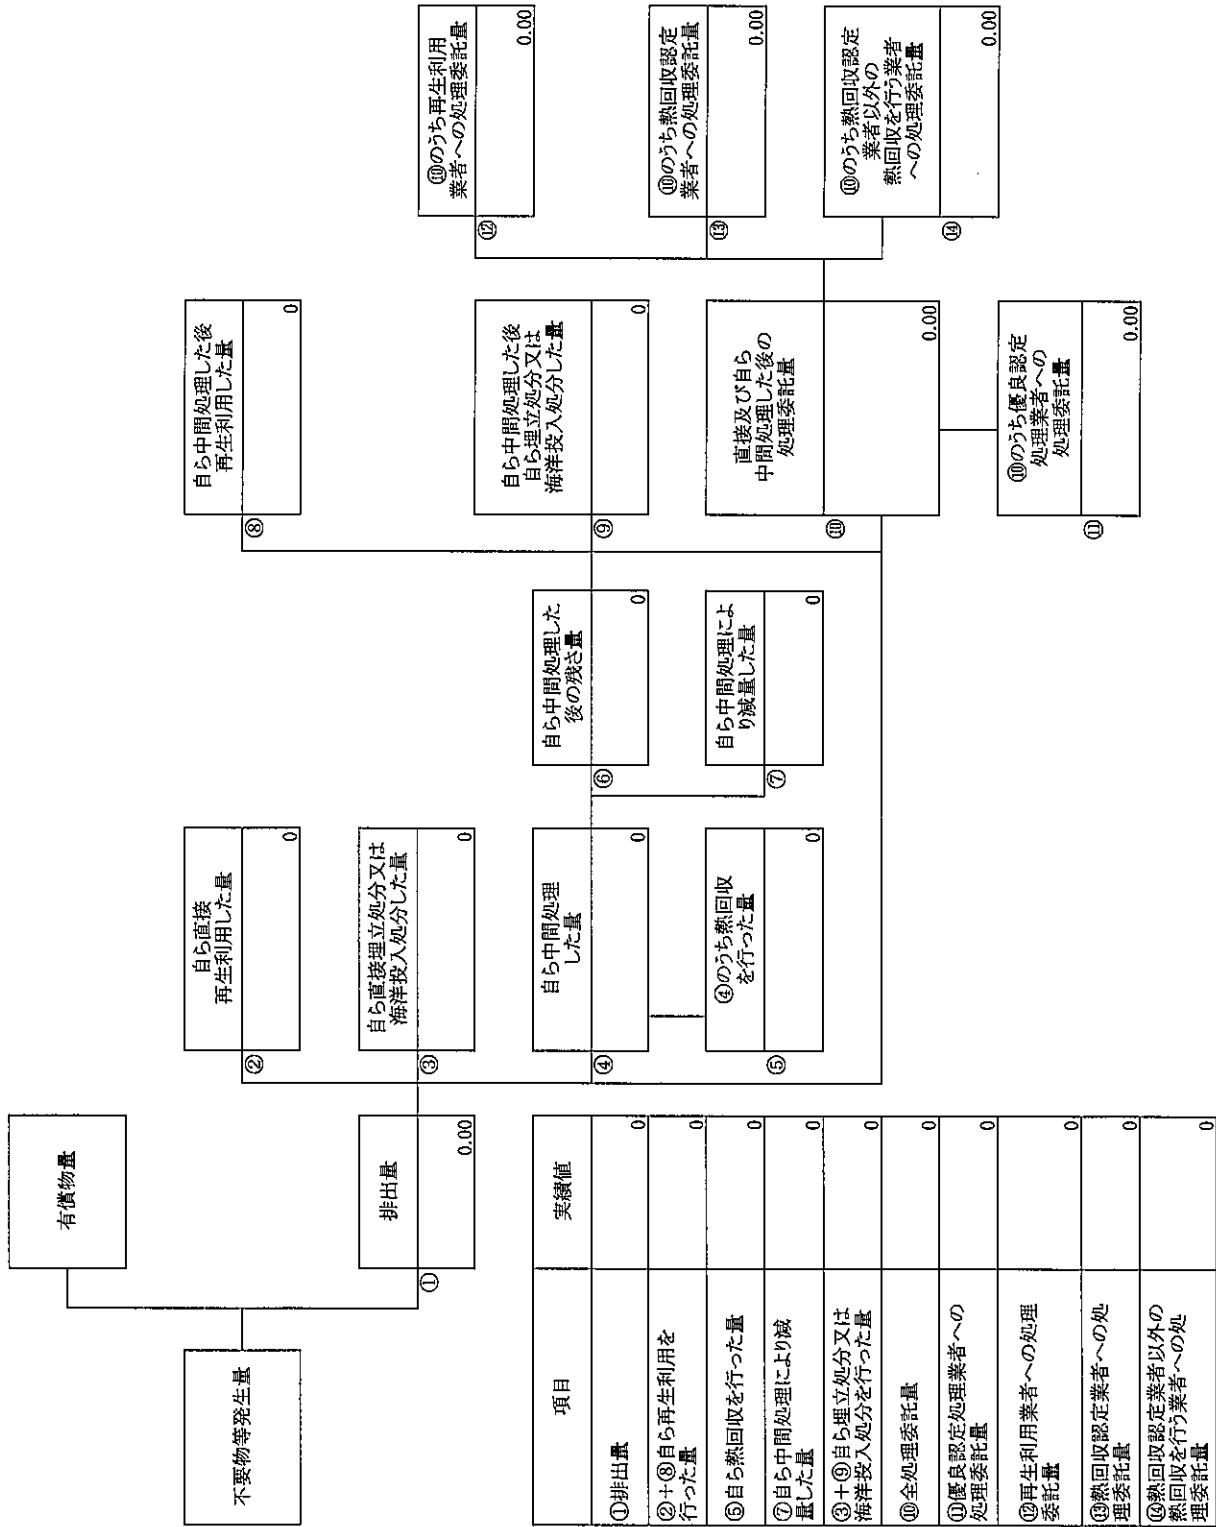 有償物量
不要物等発生量
①
排出量
0.00
②
自ら直接
再生利用した量
0
③
自ら直接埋立処分又は
海洋投入処分した量
0
④
自ら中間処理
した量
0
⑤
④のうち熱回収
を行った量
0
⑥
自ら中間処理した
後の残さ量
0
⑦
自ら中間処理によ
り減量した量
0
⑧
自ら中間処理した後
再生利用した量
0
⑨
自ら中間処理した後
自ら埋立処分又は
海洋投入処分した量
0
⑩
直接及び自ら
中間処理した後の
処理委託量
0.00
⑪
⑩のうち優良認定
処理業者への
処理委託量
0.00
⑫
⑩のうち再生利用
業者への処理委託量
0.00
⑬
⑩のうち熱回収認定
業者への処理委託量
0.00
⑭
⑩のうち熱回収認定
業者以外の
熱回収を行う業者
への処理委託量
0.00
項目 実績値
①排出量 0
②+⑧自ら再生利用を
行った量 0
⑤自ら熱回収を行った量 0
⑦自ら中間処理により減
量した量 0
③+⑨自ら埋立処分又は
海洋投入処分を行った量 0
⑩全処理委託量 0
⑪優良認定処理業者への
処理委託量 0
⑫再生利用業者への処理
委託量 0
⑬熱回収認定業者への処
理委託量 0
⑭熱回収認定業者以外の
熱回収を行う業者への処
理委託量 0